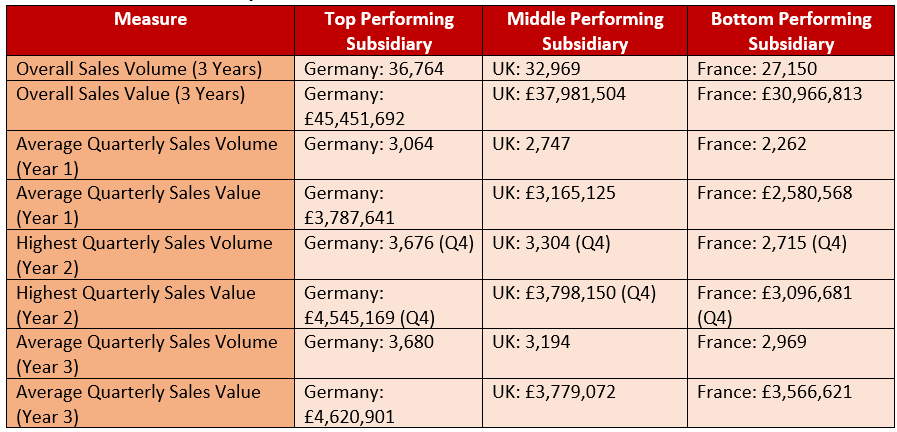 Measure
Top Performing
Subsidiary
Middle Performing
Subsidiary
Bottom Performing
Subsidiary
Overall Sales Volume (3 Years)
Germany: 36,764
UK: 32,969
France: 27,150
Overall Sales Value (3 Years)
Germany:
£45,451,692
UK: £37,981,504
France: £30,966,813
Average Quarterly Sales Volume
(Year 1)
Germany: 3,064
UK: 2,747
France: 2,262
Average Quarterly Sales Value
(Year 1)
Germany:
£3,787,641
UK: £3,165,125
France: £2,580,568
Highest Quarterly Sales Volume
(Year 2)
Germany: 3,676 (Q4)
UK: 3,304 (Q4)
France: 2,715 (Q4)
Highest Quarterly Sales Value
(Year 2)
Germany:
£4,545,169 (Q4)
UK: £3,798,150 (Q4)
France: £3,096,681
(Q4)
Average Quarterly Sales Volume
(Year 3)
Germany: 3,680
UK: 3,194
France: 2,969
Average Quarterly Sales Value
(Year 3)
Germany:
£4,620,901
UK: £3,779,072
France: £3,566,621